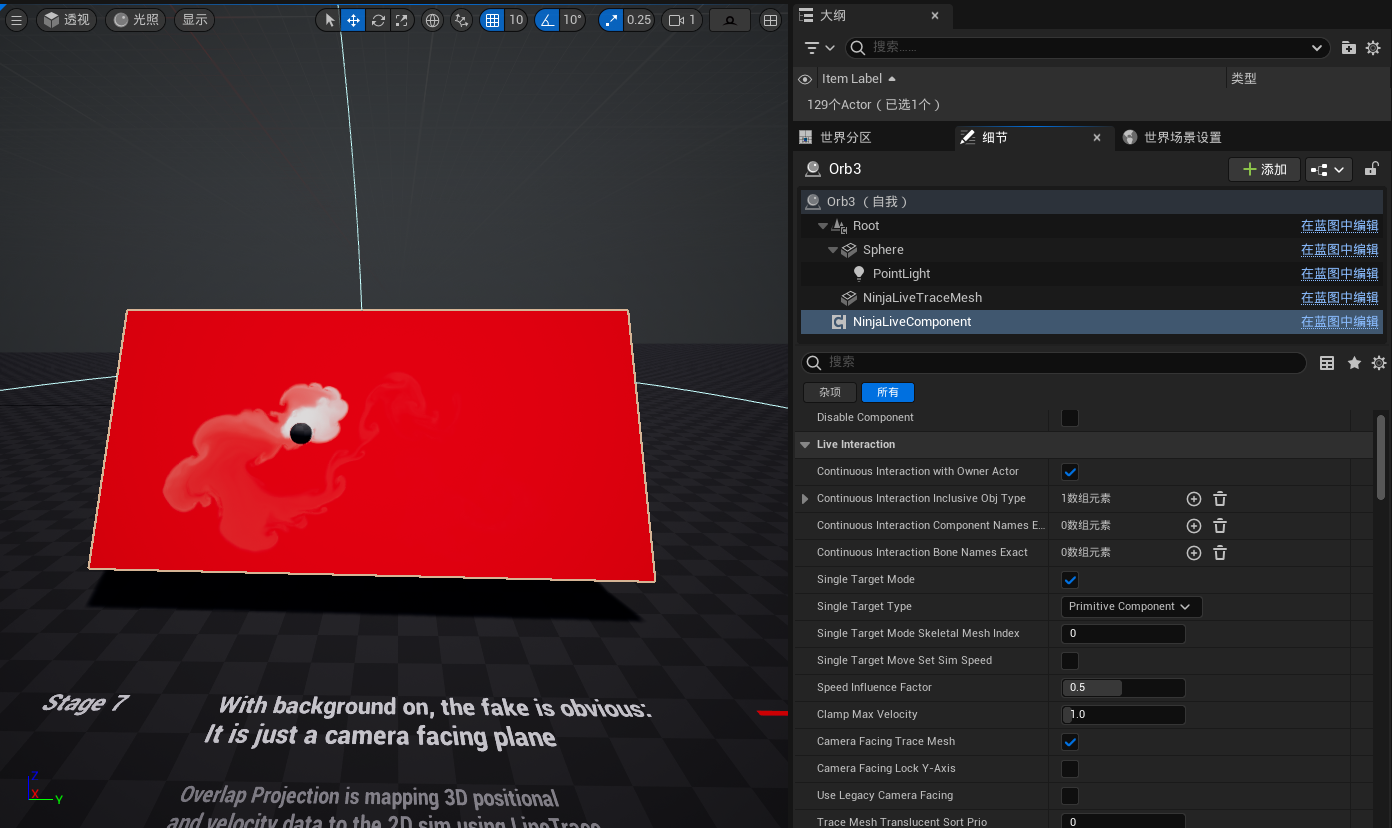 透视
光照
显示
10
10°
0.25
1
Stage 7
With background on, the fake is obvious:
It is just a camera facing plane
Overlap Projection is mapping 3D positional
and velocity data to the 2D sim using LineTrace
Z
X
Y
大纲
搜索……
Item Label
类型
129个Actor（已选1个）
世界分区
细节
世界场景设置
Orb3
添加
Orb3 （自我）
Root
在蓝图中编辑
Sphere
在蓝图中编辑
PointLight
在蓝图中编辑
NinjaLiveTraceMesh
在蓝图中编辑
NinjaLiveComponent
在蓝图中编辑
搜索
杂项
所有
Disable Component
Live Interaction
Continuous Interaction with Owner Actor
Continuous Interaction Inclusive Obj Type
1数组元素
Continuous Interaction Component Names E...
0数组元素
Continuous Interaction Bone Names Exact
0数组元素
Single Target Mode
Single Target Type
Primitive Component
Single Target Mode Skeletal Mesh Index
0
Single Target Move Set Sim Speed
Speed Influence Factor
0.5
Clamp Max Velocity
1.0
Camera Facing Trace Mesh
Camera Facing Lock Y-Axis
Use Legacy Camera Facing
Trace Mesh Translucent Sort Prio
0